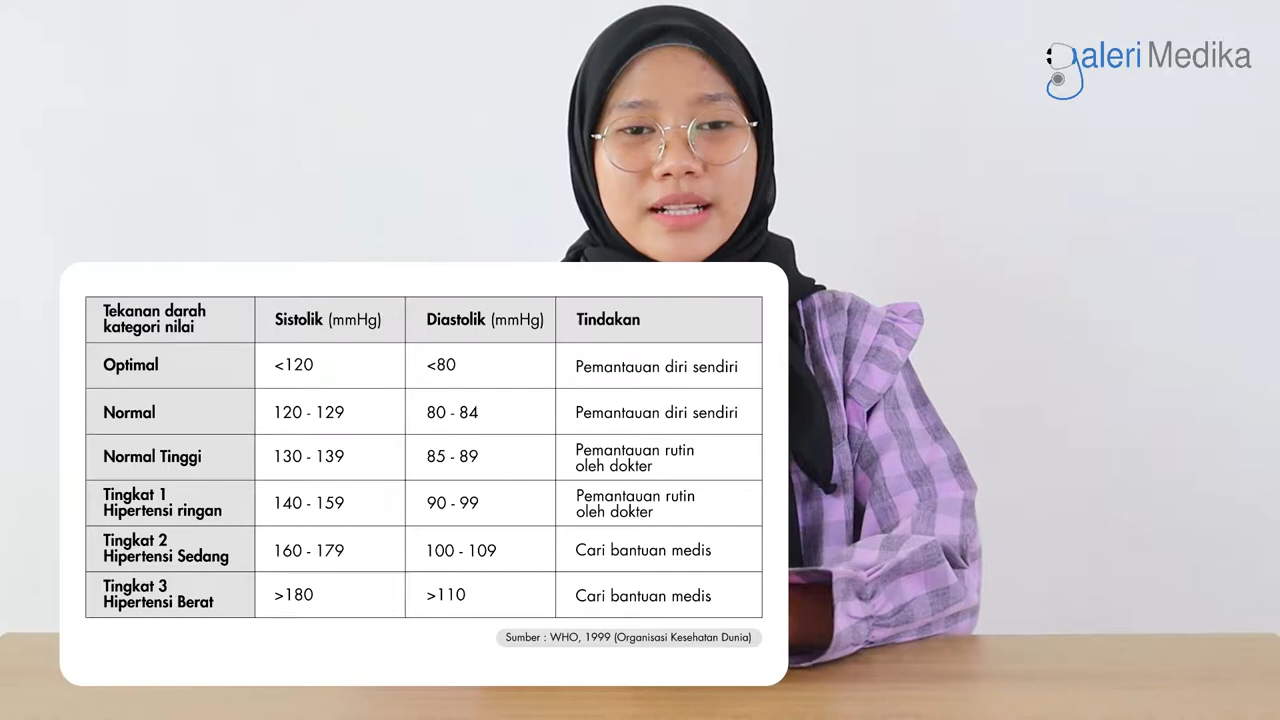 galeri Medika
Tekanan darah
kategori nilai
Sistolik (mmHg)
Diastolik (mmHg)
Tindakan
Optimal
<120
<80
Pemantauan diri sendiri
Normal
120 - 129
80 - 84
Pemantauan diri sendiri
Normal Tinggi
130 - 139
85 - 89
Pemantauan rutin
oleh dokter
Tingkat 1
Hipertensi ringan
140 - 159
90 - 99
Pemantauan rutin
oleh dokter
Tingkat 2
Hipertensi Sedang
160 - 179
100 - 109
Cari bantuan medis
Tingkat 3
Hipertensi Berat
>180
>110
Cari bantuan medis
Sumber : WHO, 1999 (Organisasi Kesehatan Dunia)